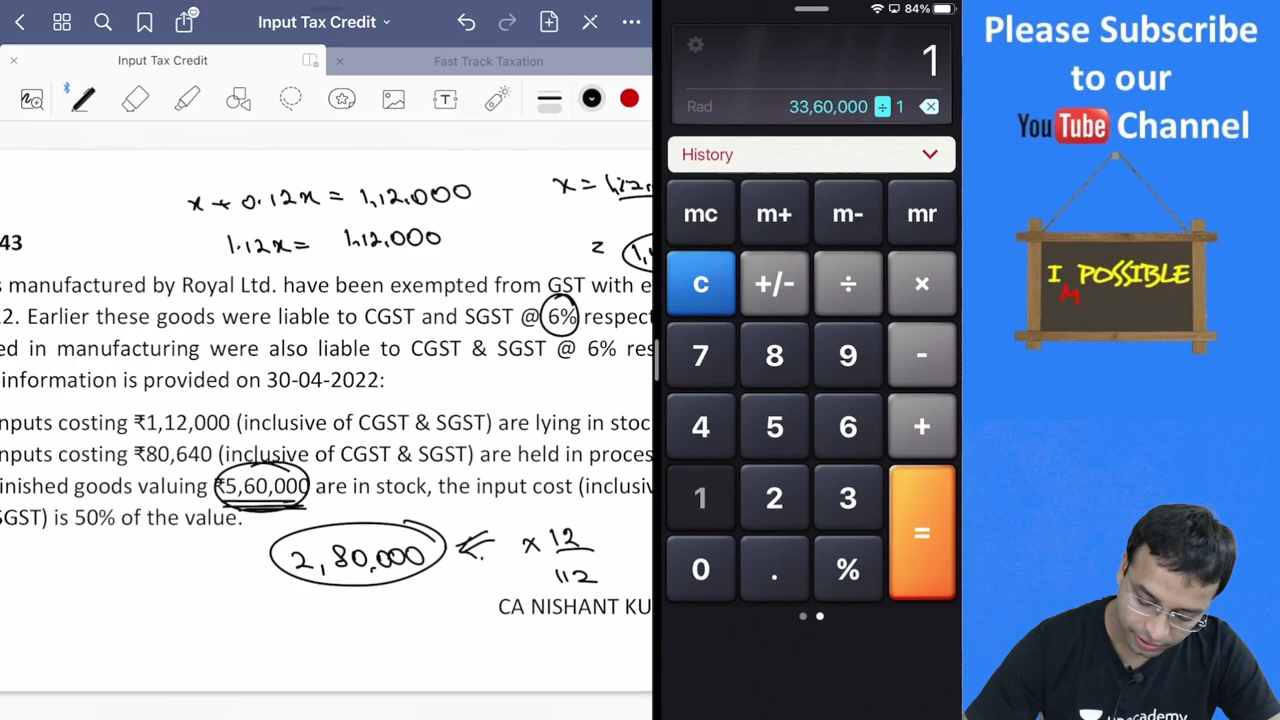 Input Tax Credit
84%
Input Tax Credit
Fast Track Taxation
T
x + 0.12x = 1,12,000
1.12x = 1,12,000
x =
43
s manufactured by Royal Ltd. have been exempted from GST with e
2. Earlier these goods were liable to CGST and SGST @ 6% respect
ed in manufacturing were also liable to CGST & SGST @ 6% res
information is provided on 30-04-2022:
nputs costing ₹1,12,000 (inclusive of CGST & SGST) are lying in stoc
nputs costing ₹80,640 (inclusive of CGST & SGST) are held in proces
inished goods valuing ₹5,60,000 are in stock, the input cost (inclusiv
SGST) is 50% of the value.
2,80,000 x 12
112
CA NISHANT KU
1
Rad 33,60,000 ÷ 1
History
mc m+ m- mr
c +/- ÷ ×
7 8 9 -
4 5 6 +
1 2 3 =
0 . %
Please Subscribe
to our
YouTube Channel
I M POSSIBLE